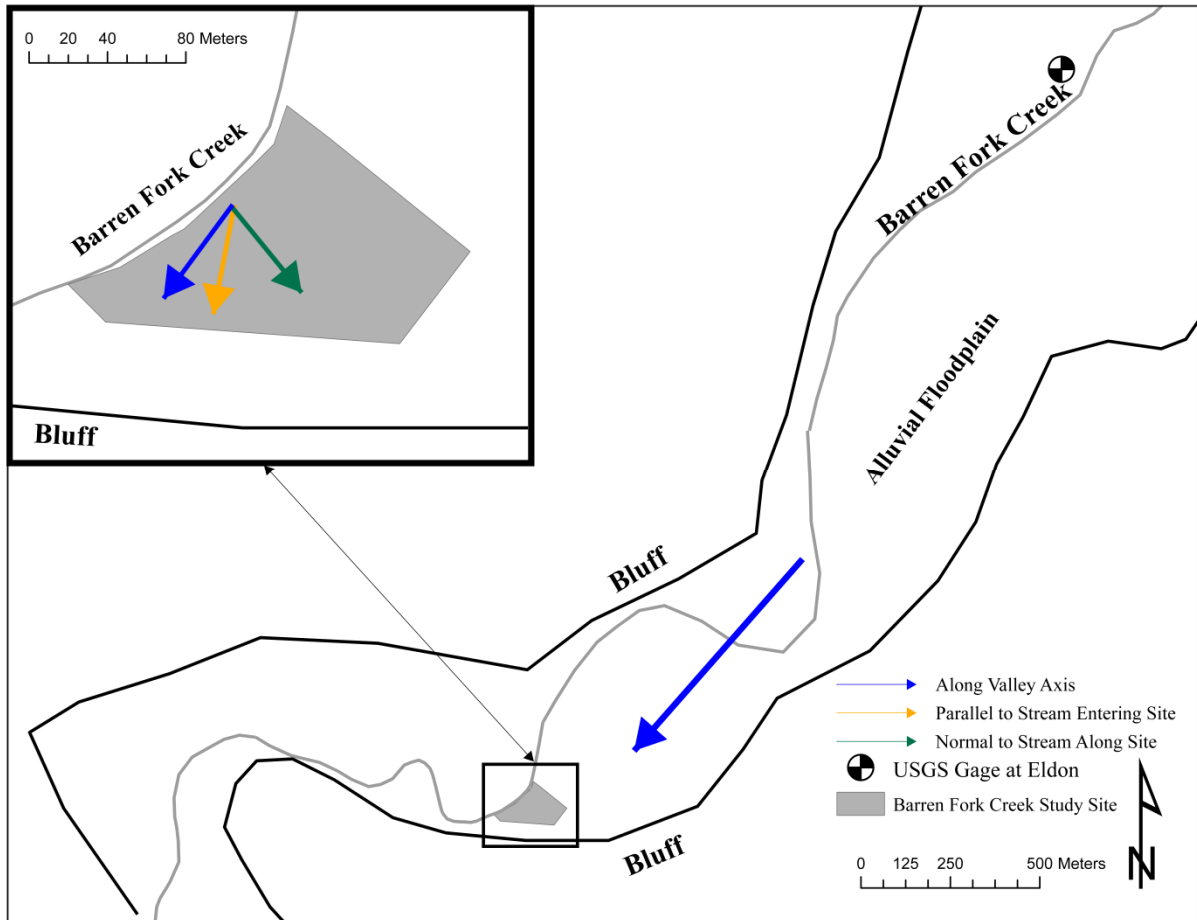 0 20 40 80 Meters
Barren Fork Creek
Bluff
Barren Fork Creek
Alluvial Floodplain
Bluff
Bluff
Along Valley Axis
Parallel to Stream Entering Site
Normal to Stream Along Site
USGS Gage at Eldon
Barren Fork Creek Study Site
N
0 125 250 500 Meters